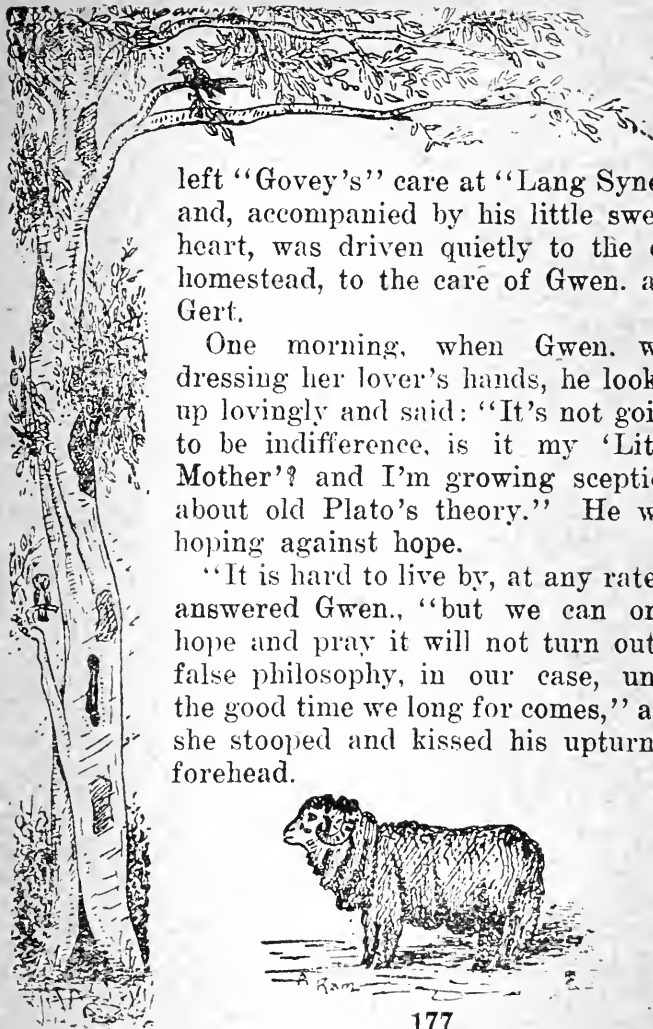 left "Govey's" care at "Lang Syne
and, accompanied by his little swe
heart, was driven quietly to the
homestead, to the care of Gwen. a
Gert.
One morning, when Gwen. w
dressing her lover's hands, he look
up lovingly and said: "It's not goi
to be indifference, is it my 'Lit
Mother'? and I'm growing scepti
about old Plato's theory." He w
hoping against hope.
"It is hard to live by, at any rate
answered Gwen., "but we can or
hope and pray it will not turn out
false philosophy, in our case, un
the good time we long for comes," a
she stooped and kissed his upturn
forehead.
A Ram
177